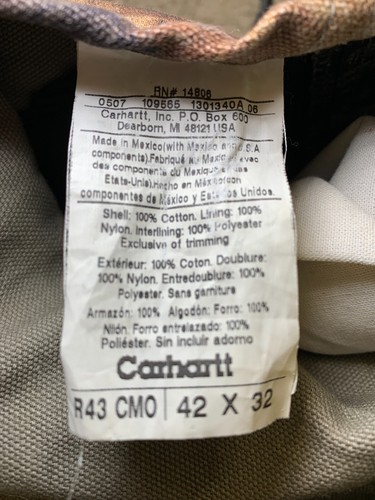 RN# 14806
0507 109665 1301340A 06
Carhartt, Inc. P.O. Box 600
Dearborn, MI 48121 USA
Made in Mexico(with Mexico and U.S.A
components).Fabriqué au Mexique avec
des composants du Mexique et des
Etats-Unis.Hecho en México(con
componentes de México y Estados Unidos.
Shell: 100% Cotton. Lining: 100%
Nylon. Interlining: 100% Polyester
Exclusive of trimming
Extérieur: 100% Coton. Doublure:
100% Nylon. Entredoublure: 100%
Polyester. Sans garniture
Armazón: 100% Algodón: Forro: 100%
Nilón. Forro entrelazado: 100%
Poliéster. Sin incluir adorno
Carhartt
R43 CMO 42 X 32